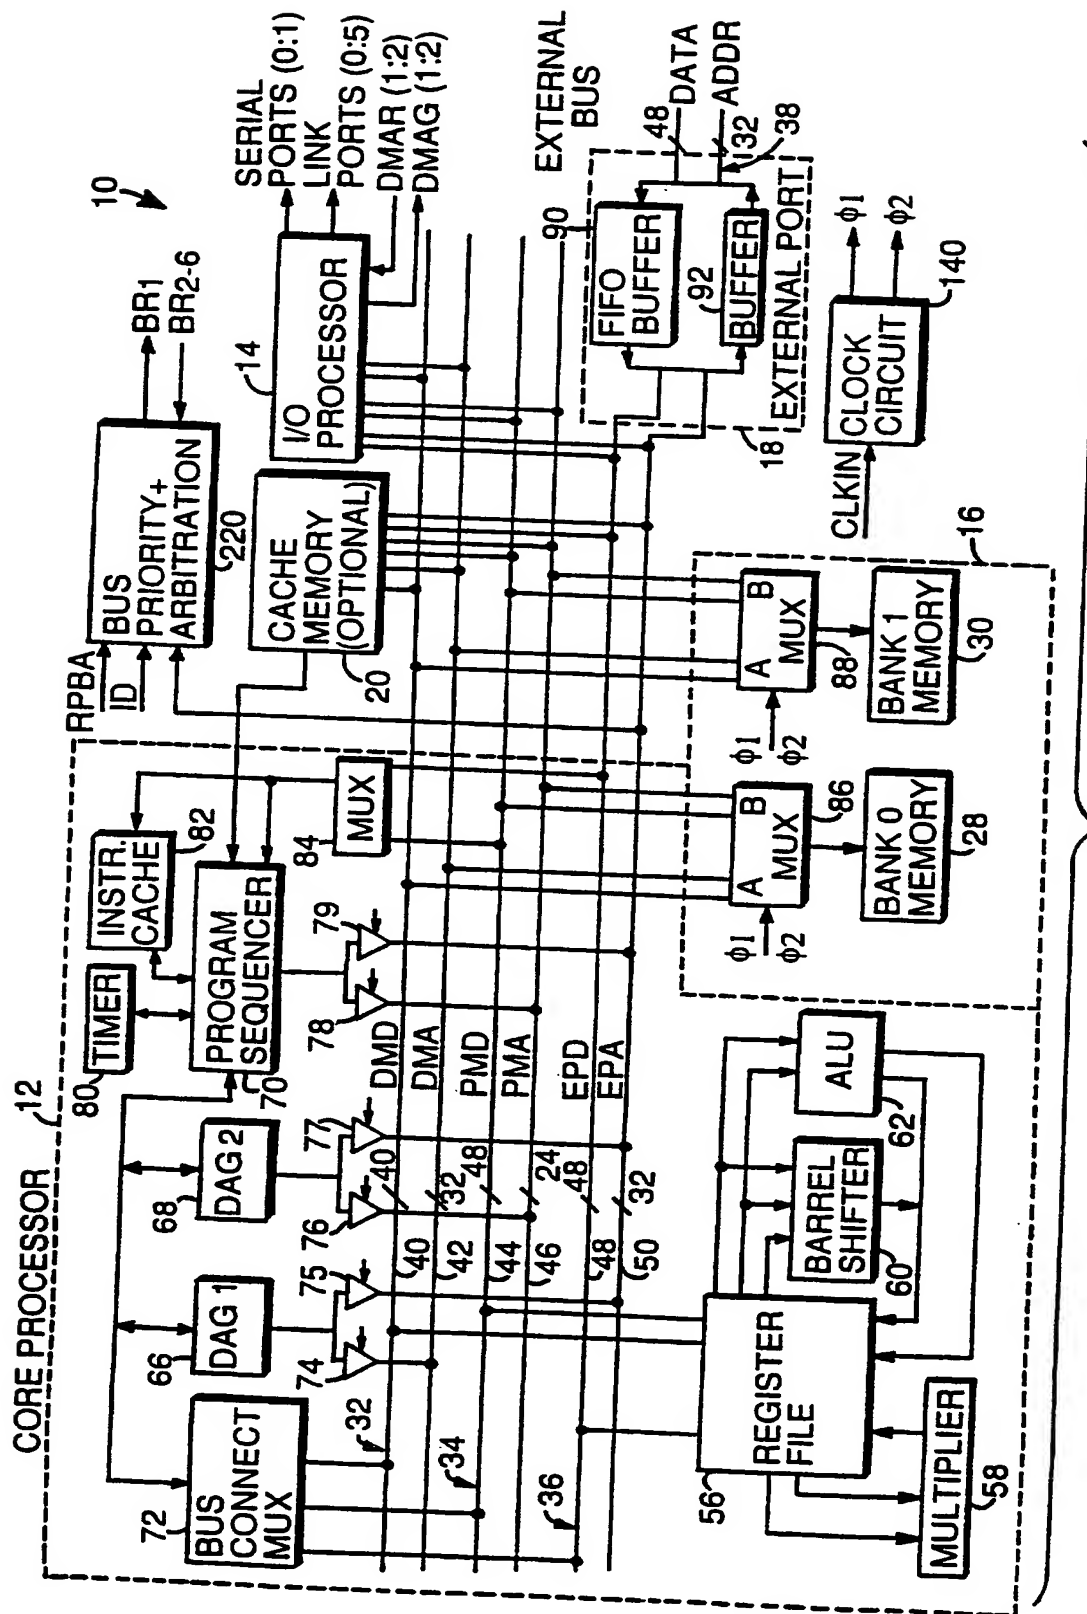 CORE PROCESSOR
12
10
72
BUS
CONNECT
MUX
66
DAG 1
68
DAG 2
80
TIMER
INSTR.
CACHE
82
PROGRAM
SEQUENCER
70
RPBA
ID
BUS
PRIORITY+
ARBITRATION
220
BR1
BR2-6
CACHE
MEMORY
(OPTIONAL)
20
14
I/O
PROCESSOR
SERIAL
PORTS (0:1)
LINK
PORTS (0:5)
DMAR (1:2)
DMAG (1:2)
74
75
76
77
78
79
84
MUX
32
34
36
40
42
44
46
48
50
40
32
48
24
48
32
DMD
DMA
PMD
PMA
EPD
EPA
EXTERNAL
BUS
90
FIFO
BUFFER
92
BUFFER
EXTERNAL PORT
18
48
DATA
32
ADDR
38
56
REGISTER
FILE
MULTIPLIER
58
BARREL
SHIFTER
60
ALU
62
ϕ1
ϕ2
A
B
MUX
86
BANK 0
MEMORY
28
ϕ1
ϕ2
A
B
MUX
88
BANK 1
MEMORY
30
16
CLKIN
CLOCK
CIRCUIT
140
ϕ1
ϕ2